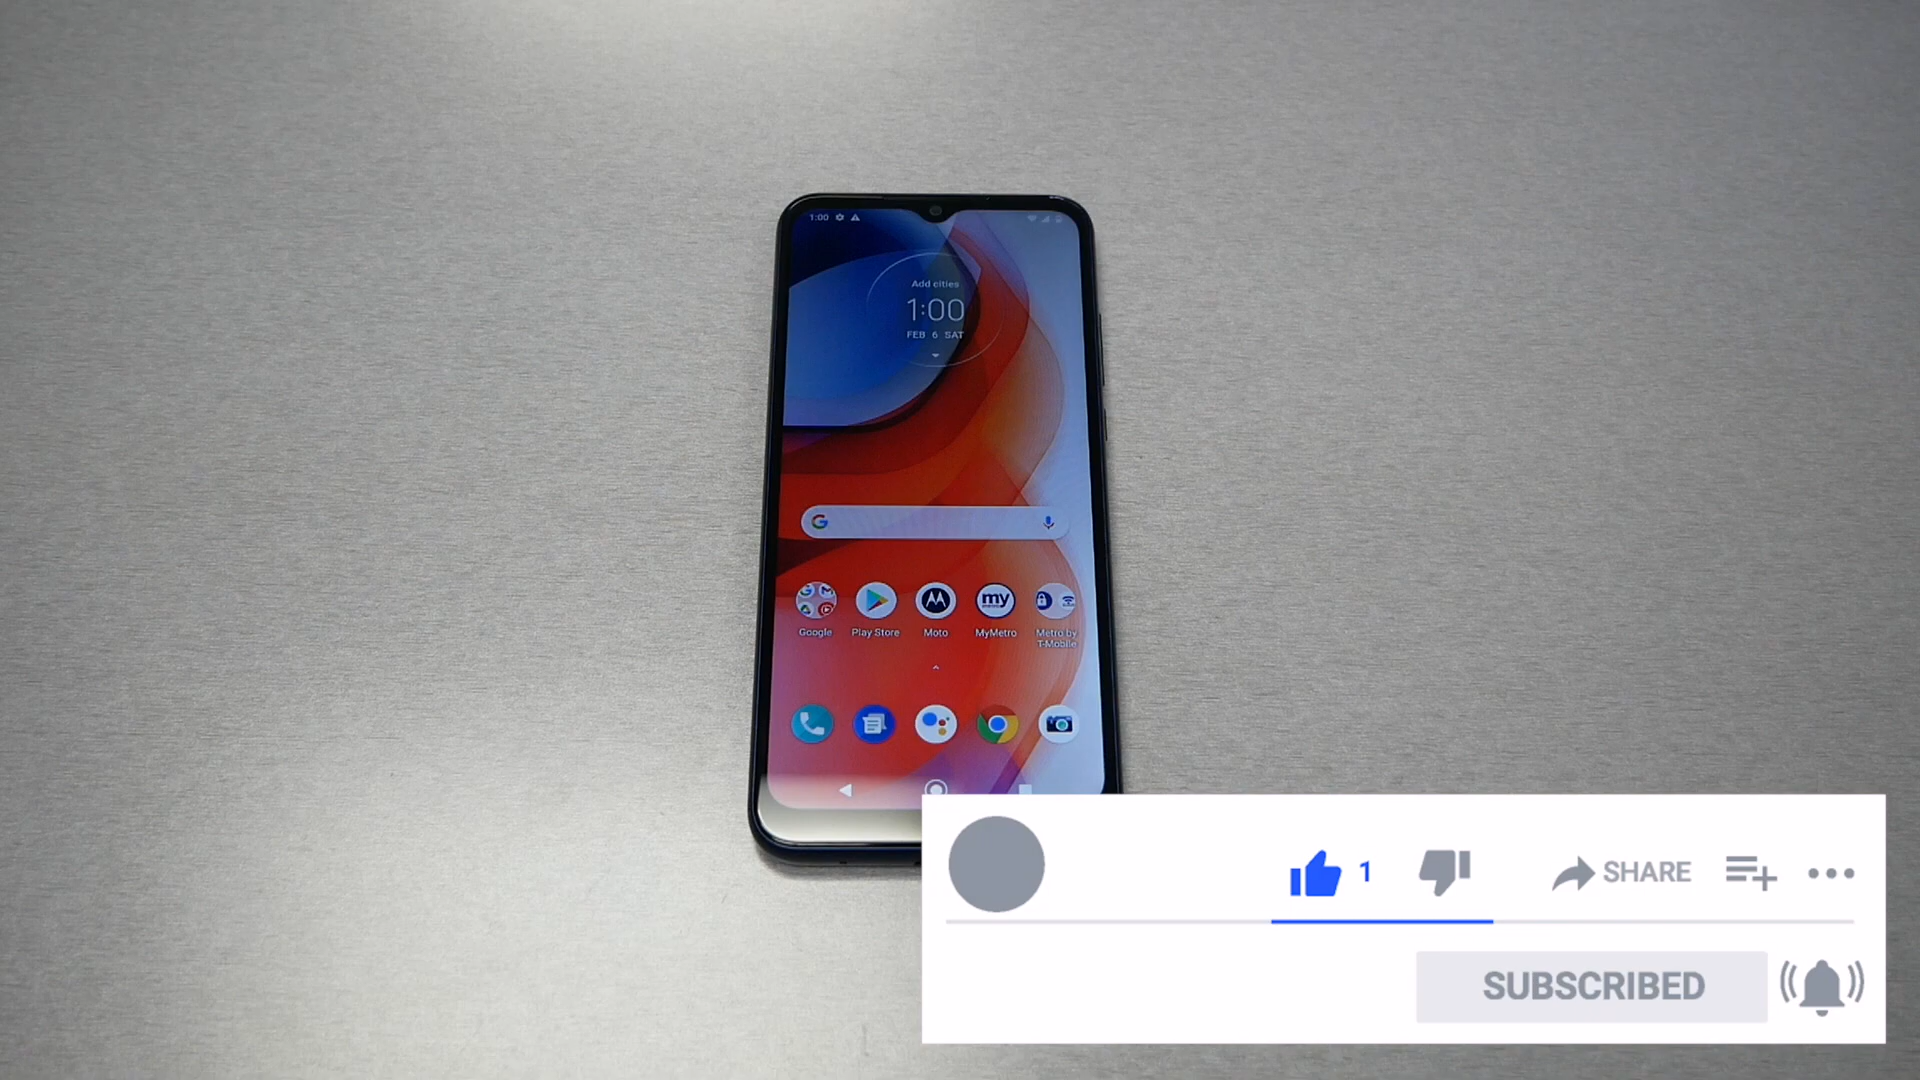 1:00
Add cities
1:00
FEB 6 SAT
Google
Play Store
Moto
my
MyMetro
Metro by
T-Mobile
1
SHARE
SUBSCRIBED